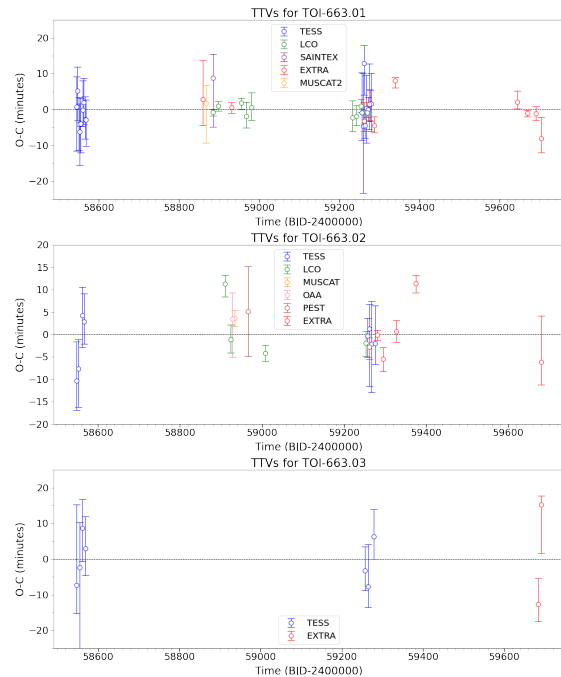 TTVs for TOI-663.01
TESS
LCO
SAINTEX
EXTRA
MUSCAT2
20
10
0
−10
−20
O-C (minutes)
58600
58800
59000
59200
59400
59600
Time (BJD-2400000)
TTVs for TOI-663.02
TESS
LCO
MUSCAT
OAA
PEST
EXTRA
20
15
10
5
0
−5
−10
−15
−20
O-C (minutes)
58600
58800
59000
59200
59400
59600
Time (BJD-2400000)
TTVs for TOI-663.03
20
10
0
−10
−20
O-C (minutes)
TESS
EXTRA
58600
58800
59000
59200
59400
59600
Time (BJD-2400000)